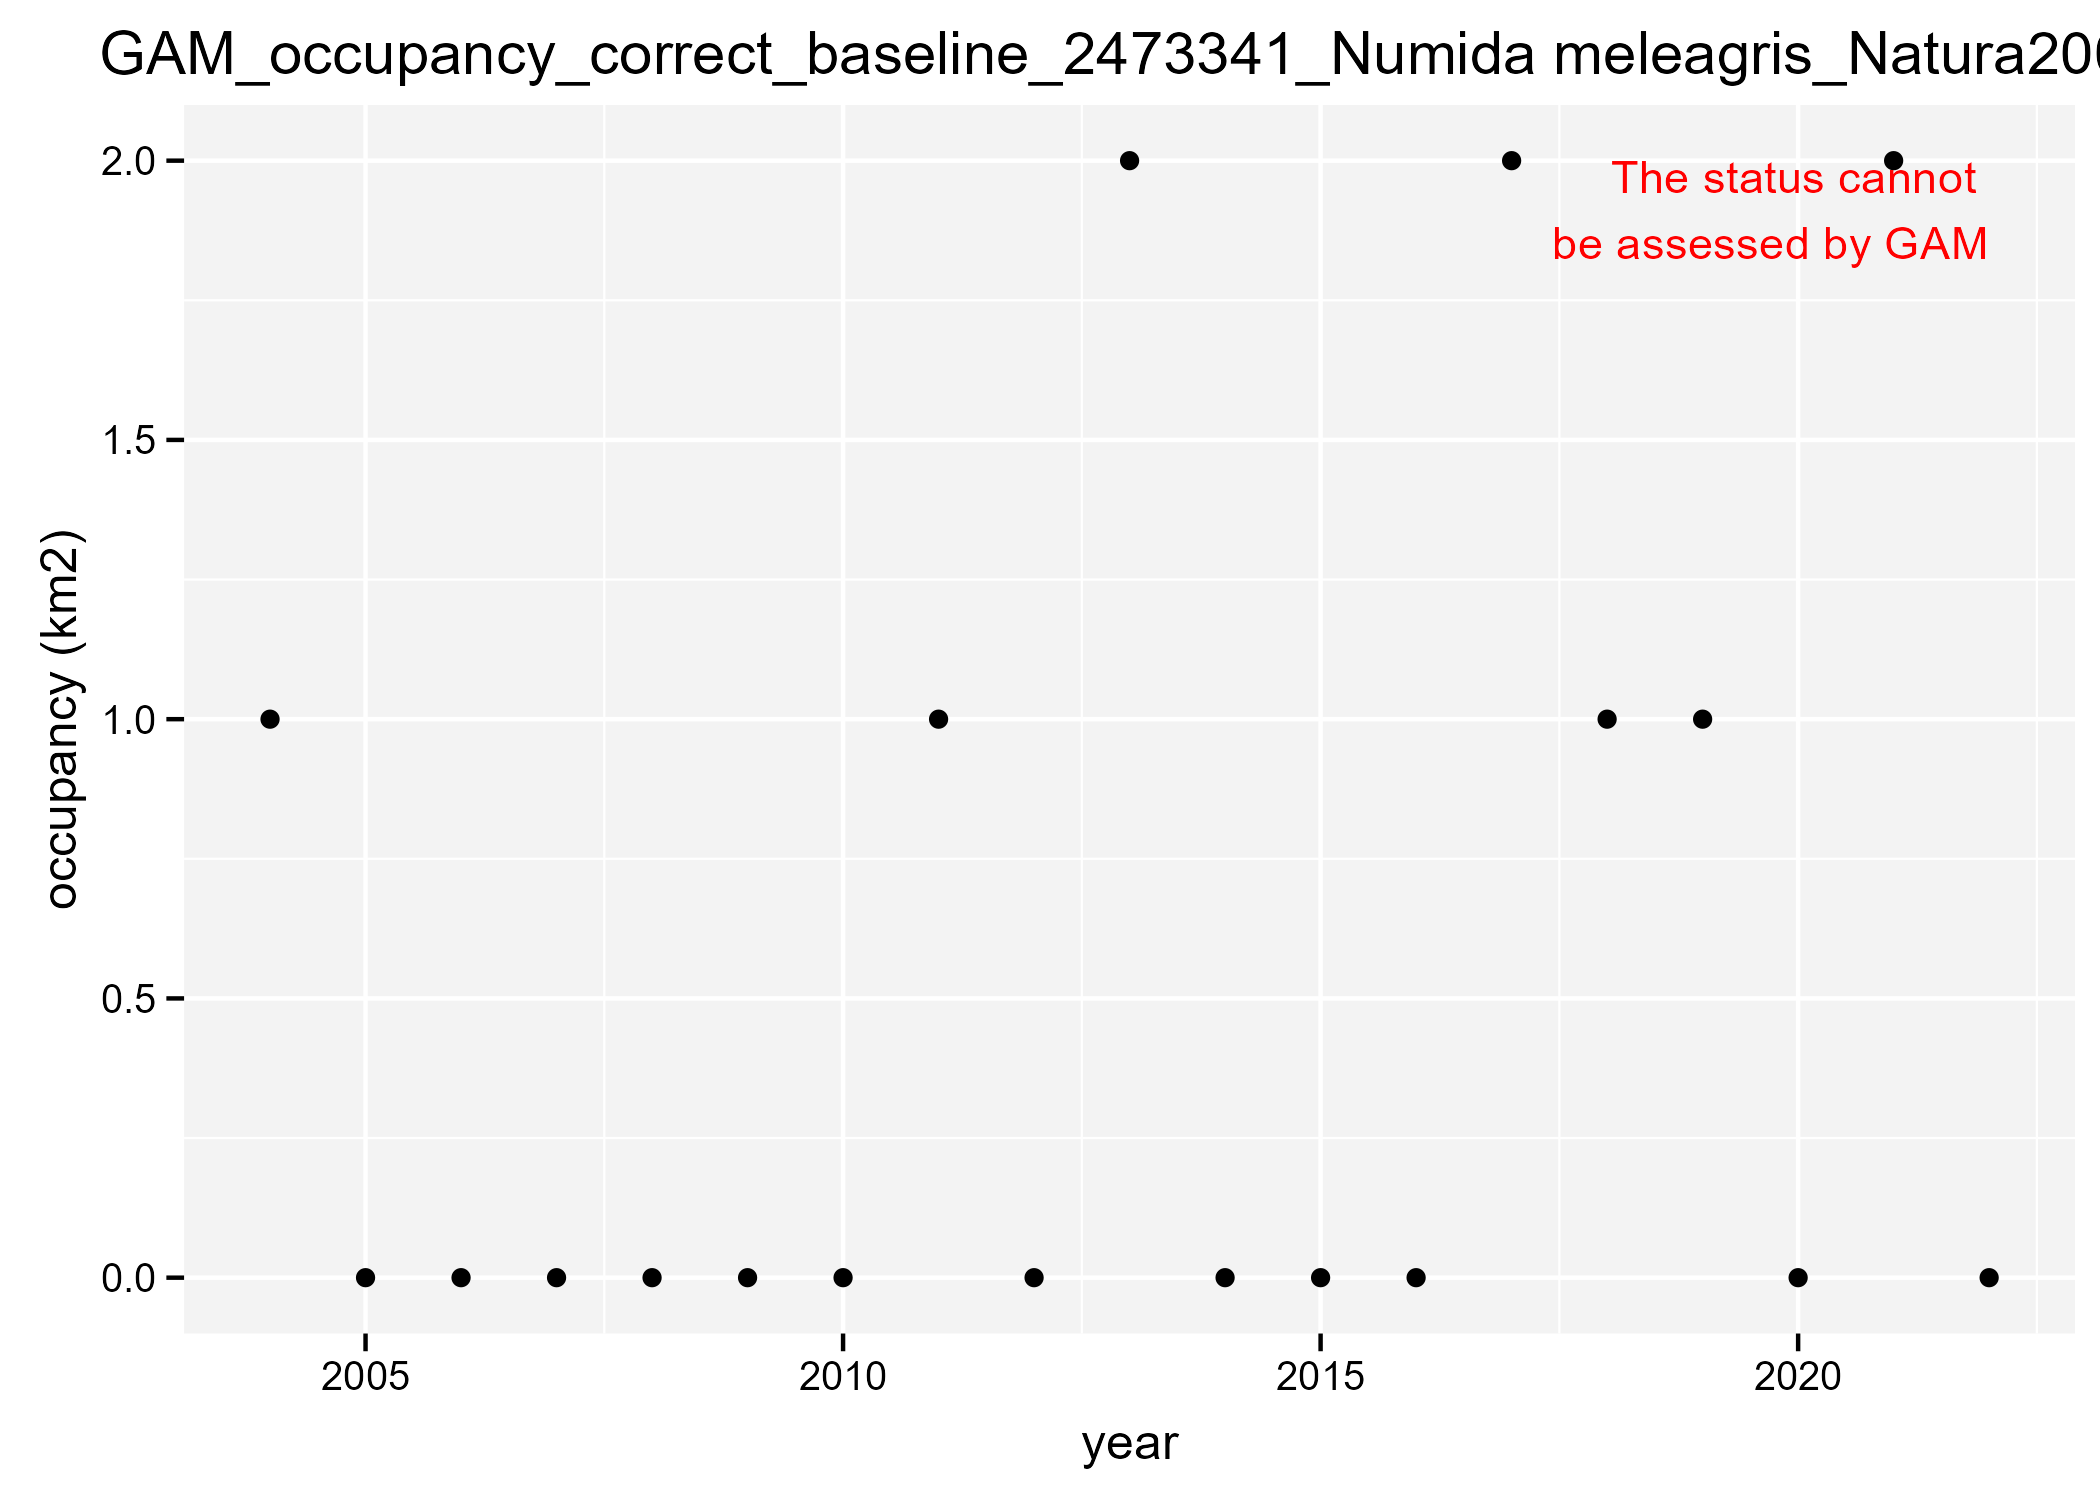 GAM_occupancy_correct_baseline_2473341_Numida meleagris_Natura20
2.0
The status cannot
be assessed by GAM
1.5
occupancy (km2)
1.0
0.5
0.0
2005
2010
2015
2020
year